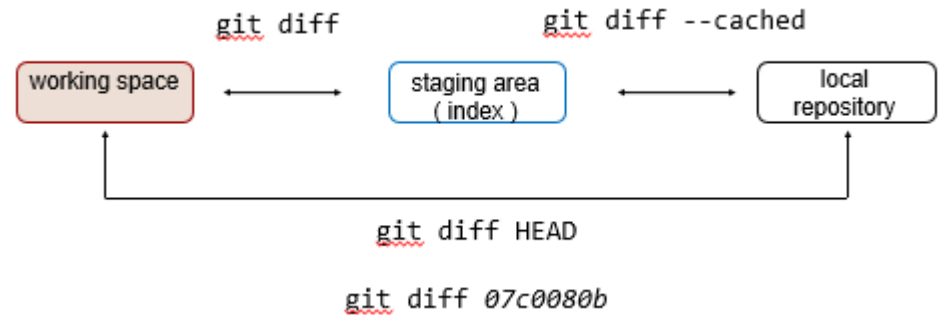 git diff
git diff --cached
working space
staging area
( index )
local
repository
git diff HEAD
git diff 07c0080b